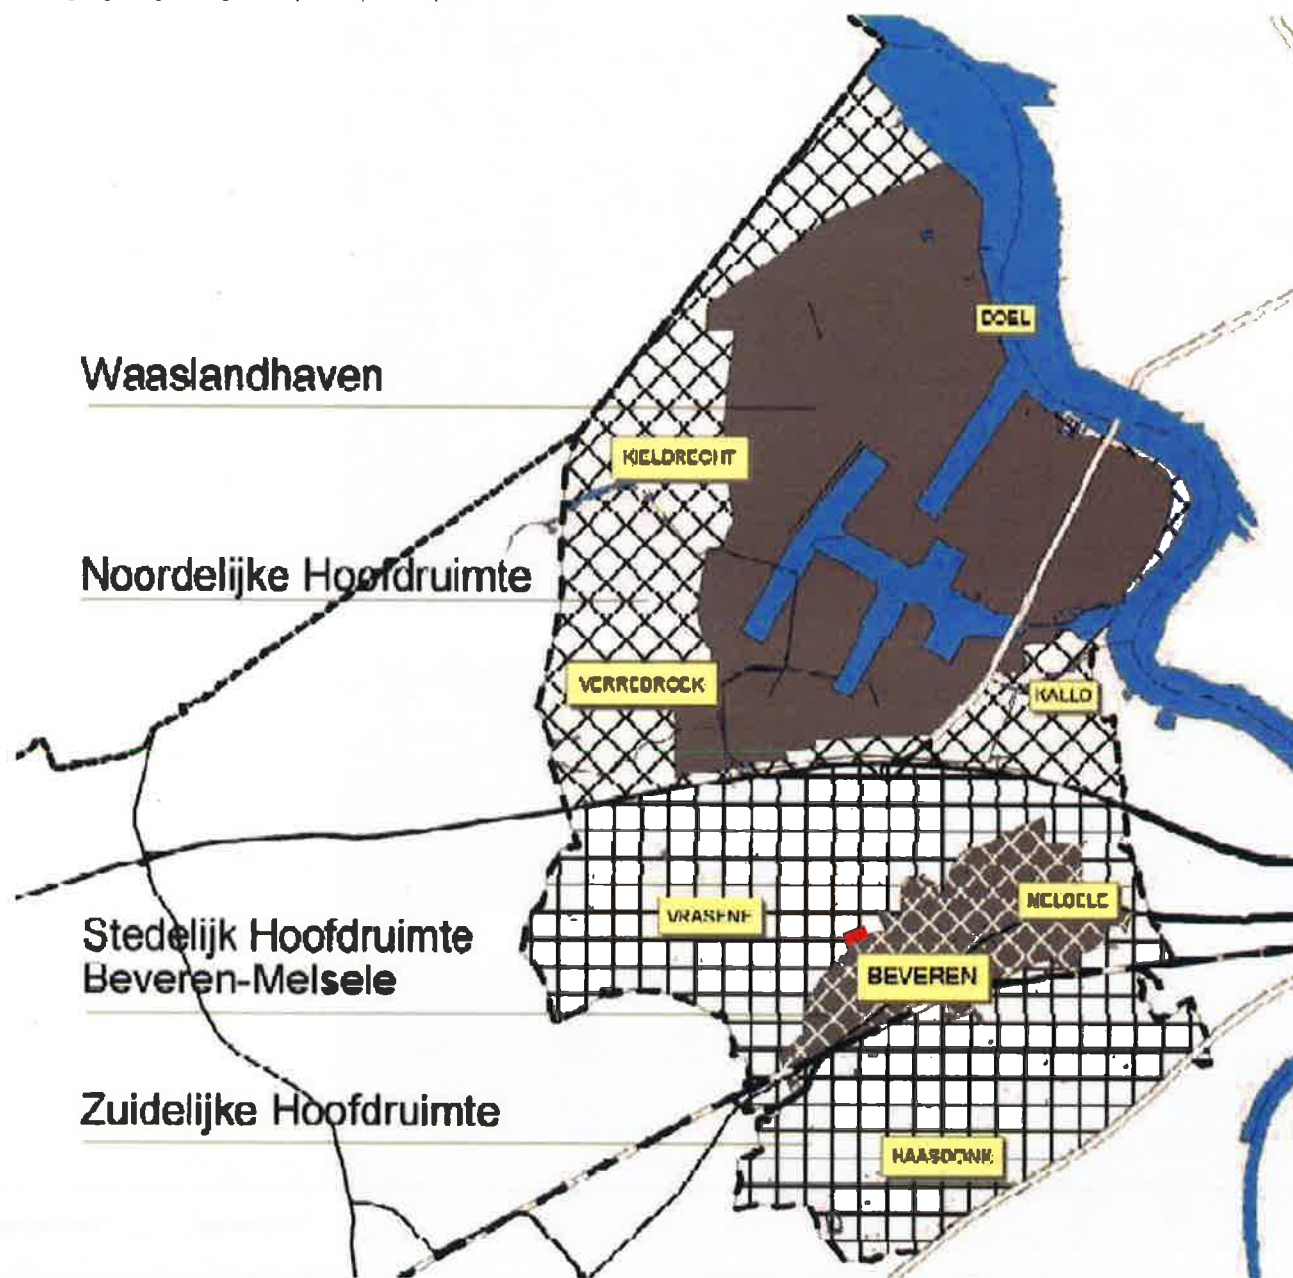 DOEL
Waaslandhaven
KIELDRECHT
Noordelijke Hoofdruimte
VERREBROEK
KALLO
MELSELE
VRASENE
Stedelijk Hoofdruimte
Beveren-Melsele
BEVEREN
Zuidelijke Hoofdruimte
HAASDONK